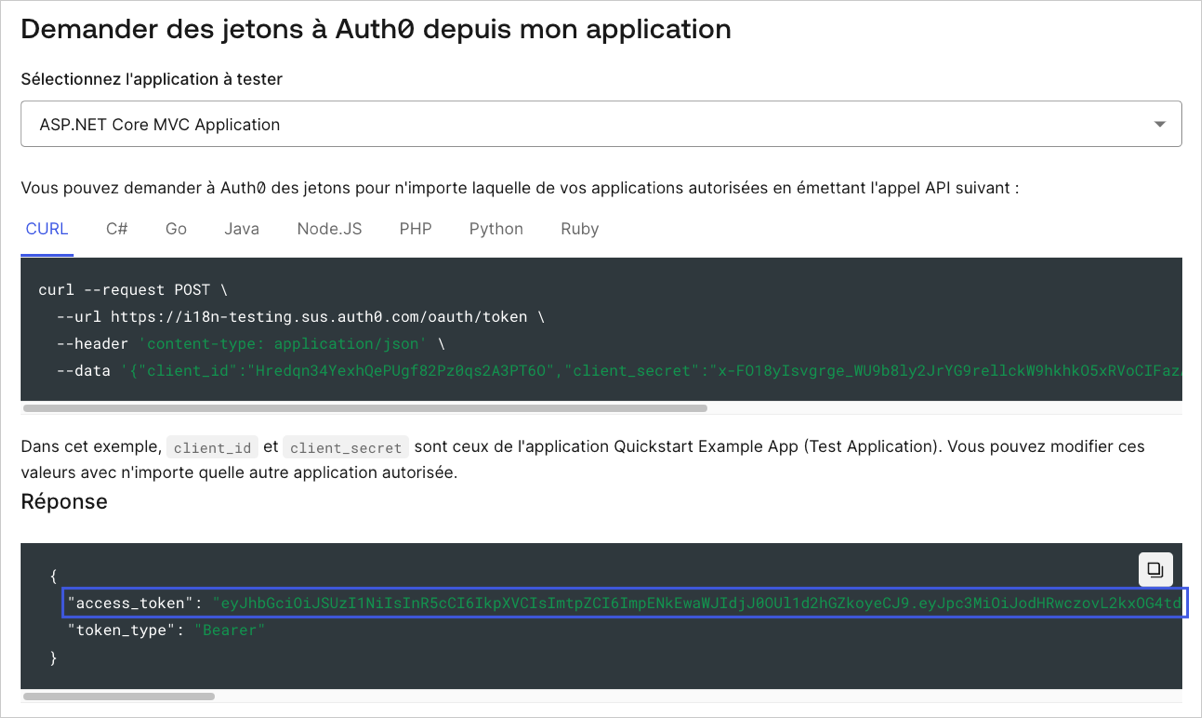 Demander des jetons à Auth0 depuis mon application
Sélectionnez l'application à tester
ASP.NET Core MVC Application
Vous pouvez demander à Auth0 des jetons pour n'importe laquelle de vos applications autorisées en émettant l'appel API suivant :
CURL C# Go Java Node.JS PHP Python Ruby
curl --request POST \
--url https://i18n-testing.sus.auth0.com/oauth/token \
--header 'content-type: application/json' \
--data '{"client_id":"Hredqn34YexhQePUgf82Pz0qs2A3PT6O","client_secret":"x-FO18yIsvgrge_WU9b8ly2JrYG9rellckW9hkhkO5xRVoCIFaz
Dans cet exemple, client_id et client_secret sont ceux de l'application Quickstart Example App (Test Application). Vous pouvez modifier ces
valeurs avec n'importe quelle autre application autorisée.
Réponse
{
"access_token": "eyJhbGciOiJSUzI1NiIsInR5cCI6IkpXVCIsImtpZCI6ImpENkEwaWJIdjJ0OUl1d2hGZkoyeCJ9.eyJpc3MiOiJodHRwczovL2kxOG4td
"token_type": "Bearer"
}